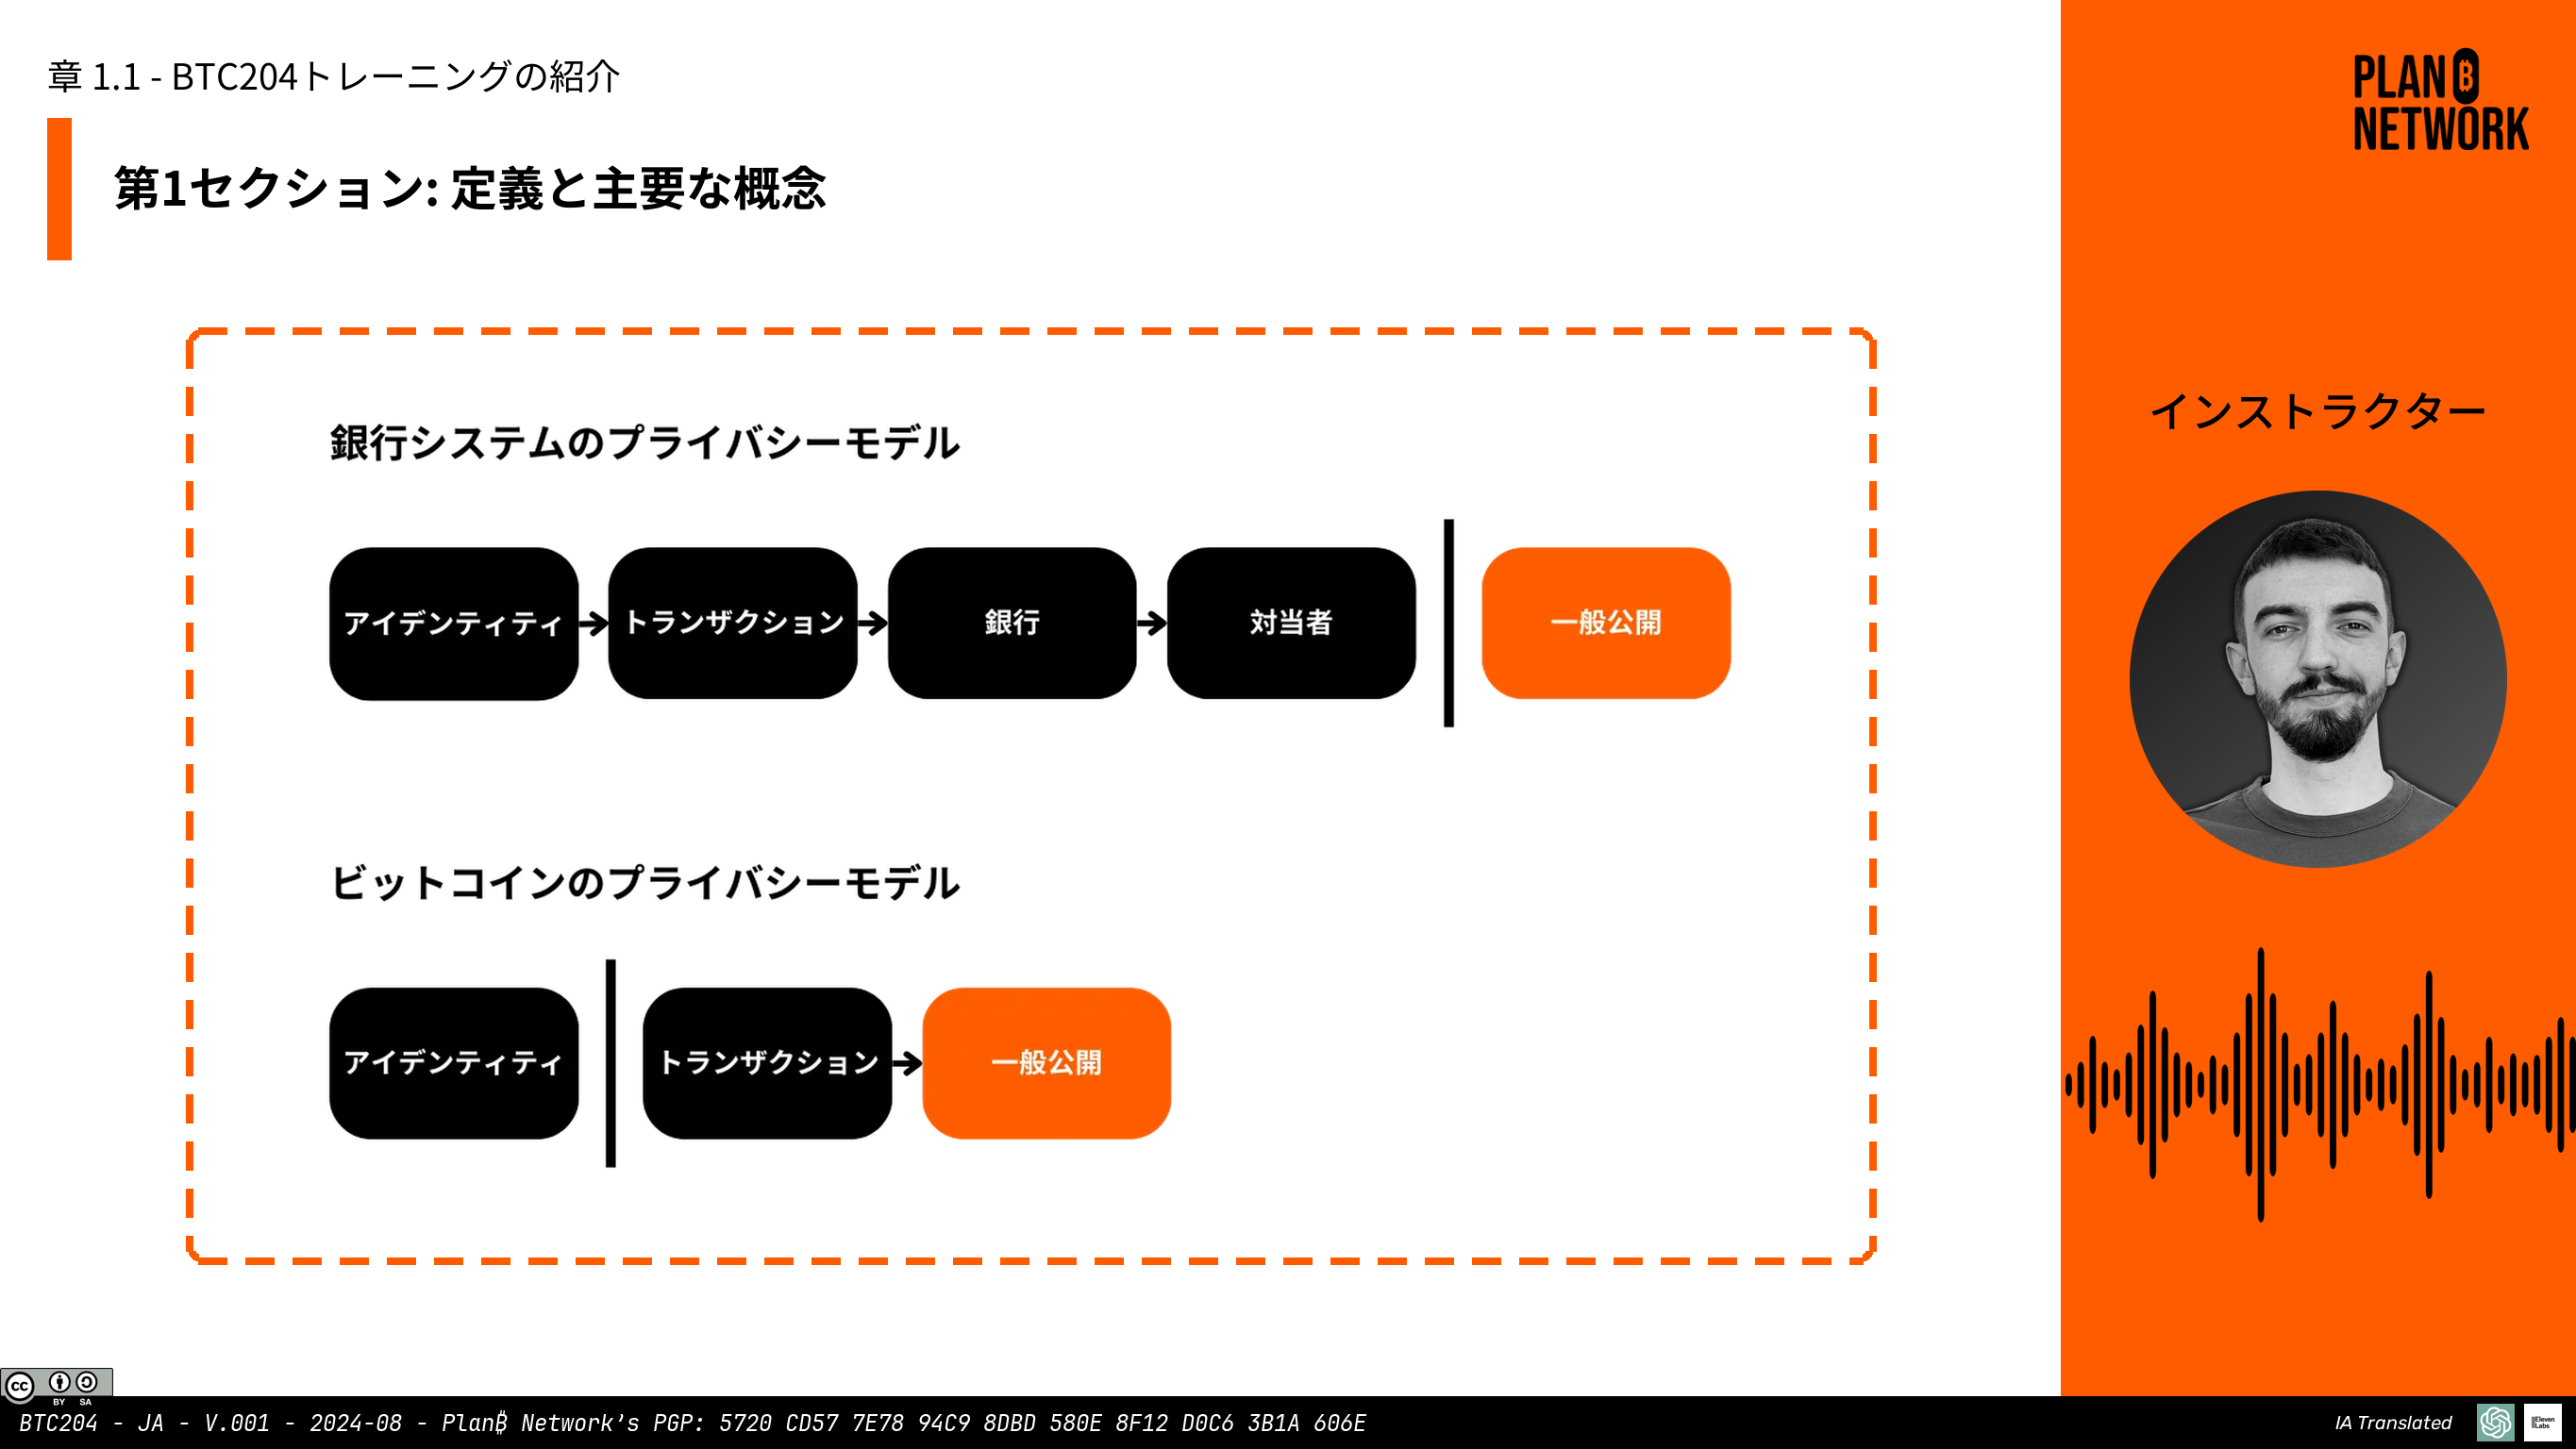 章 1.1 - BTC204トレーニングの紹介
第1セクション: 定義と主要な概念
PLAN ₿
NETWORK
インストラクター
銀行システムのプライバシーモデル
アイデンティティ
トランザクション
銀行
対当者
一般公開
ビットコインのプライバシーモデル
アイデンティティ
トランザクション
一般公開
cc
BY SA
BTC204 - JA - V.001 - 2024-08 - Plan₿ Network's PGP: 5720 CD57 7E78 94C9 8DBD 580E 8F12 D0C6 3B1A 606E
IA Translated
IIEleven
Labs